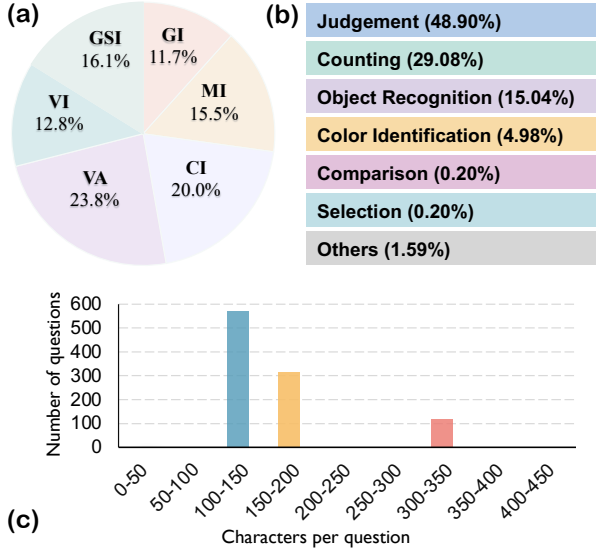 (a)
GSI
16.1%
GI
11.7%
MI
15.5%
CI
20.0%
VA
23.8%
VI
12.8%
(b)
Judgement (48.90%)
Counting (29.08%)
Object Recognition (15.04%)
Color Identification (4.98%)
Comparison (0.20%)
Selection (0.20%)
Others (1.59%)
Number of questions
600
500
400
300
200
100
0
0-50
50-100
100-150
150-200
200-250
250-300
300-350
350-400
400-450
(c)
Characters per question